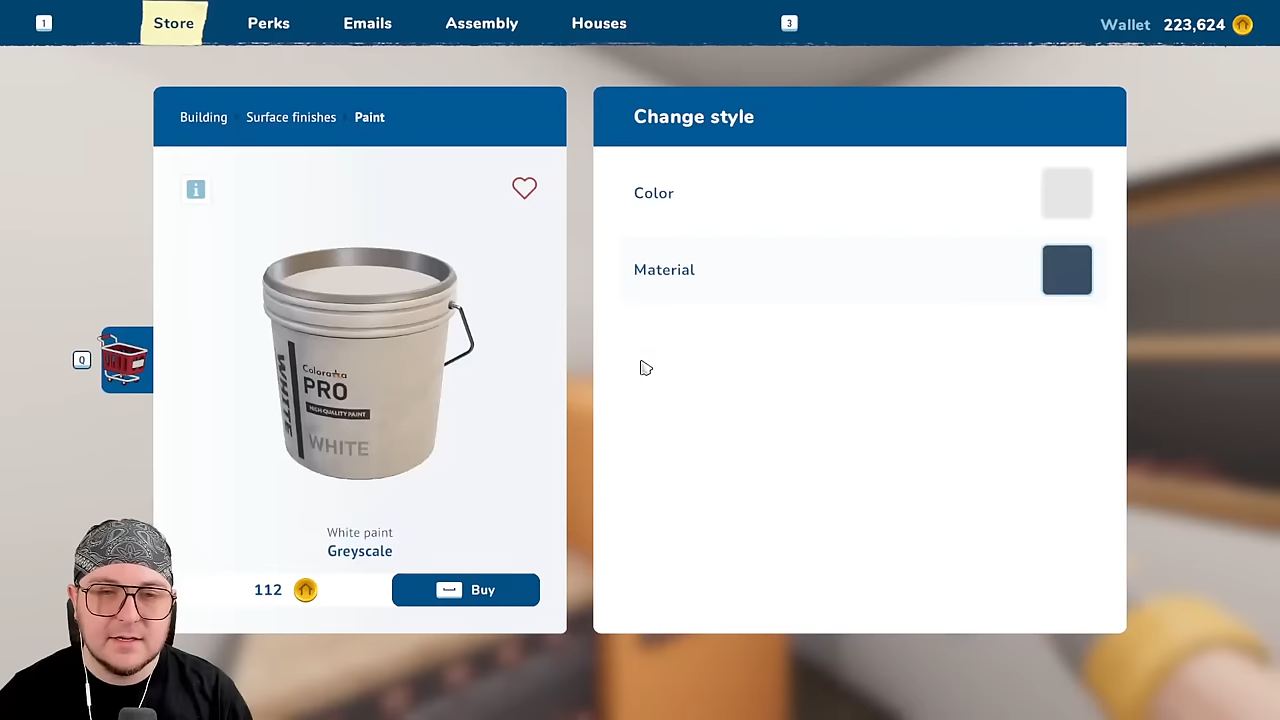 1
Store
Perks
Emails
Assembly
Houses
3
Wallet 223,624
Building Surface finishes Paint
i
Q
WHITE
Colorama
PRO
HIGH QUALITY PAINT
WHITE
White paint
Greyscale
112
Buy
Change style
Color
Material